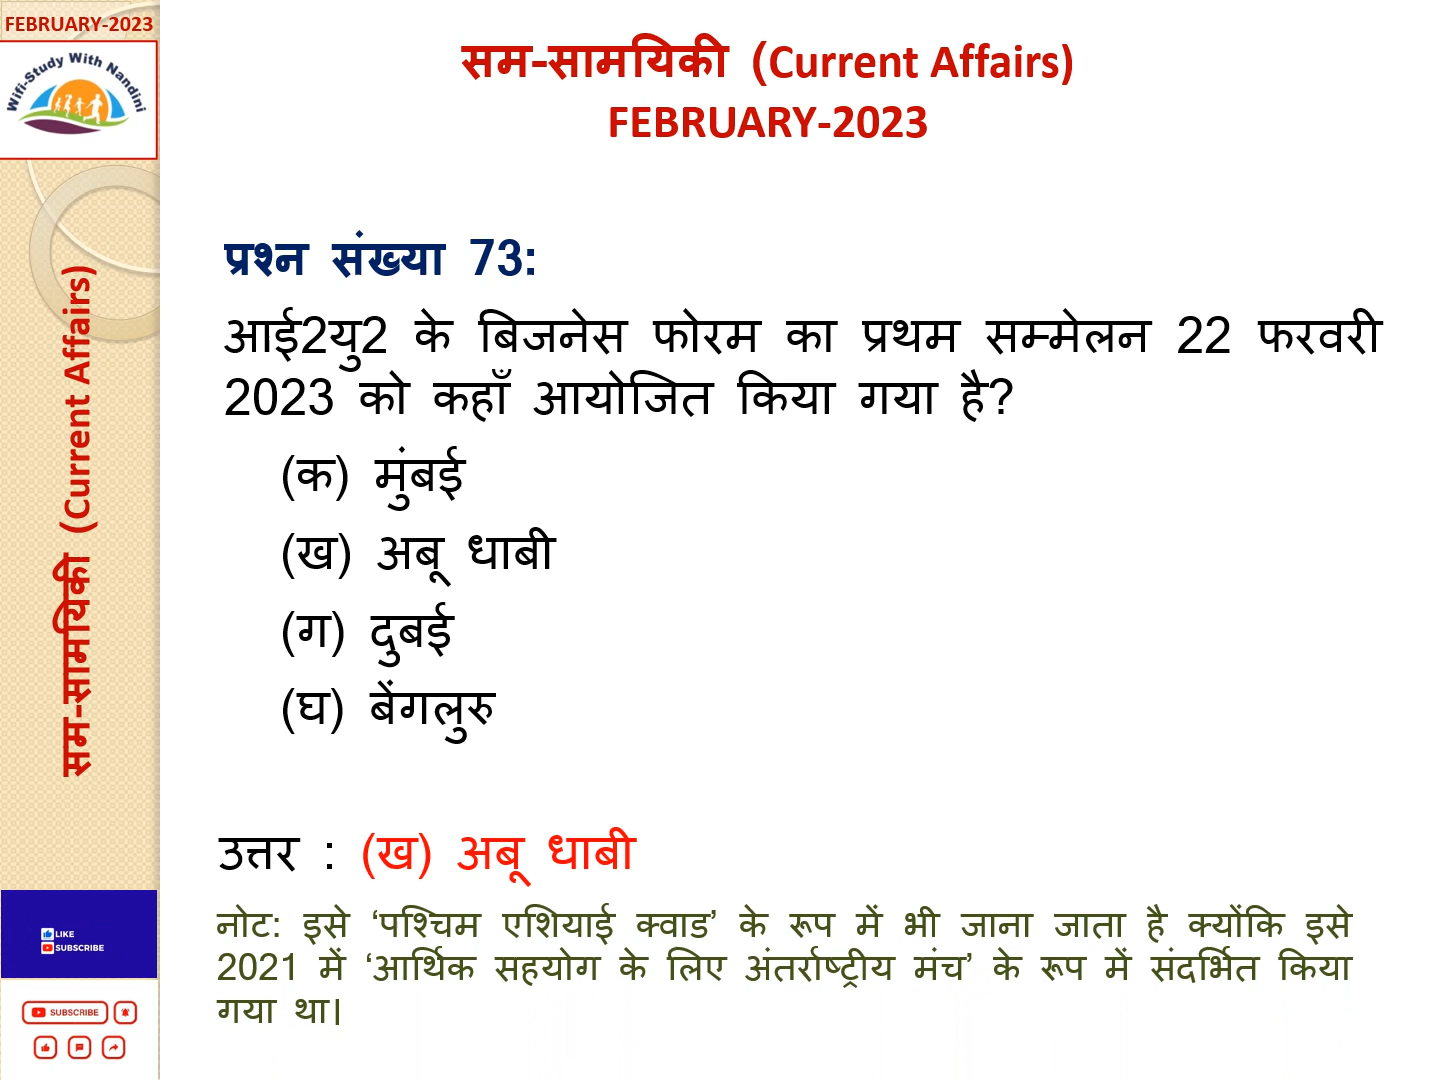 FEBRUARY-2023
Wifi-Study With Nandini
सम-सामयिकी (Current Affairs)
LIKE
SUBSCRIBE
SUBSCRIBE
सम-सामयिकी (Current Affairs)
FEBRUARY-2023
प्रश्न संख्या 73:
आई2यु2 के बिजनेस फोरम का प्रथम सम्मेलन 22 फरवरी
2023 को कहाँ आयोजित किया गया है?
(क) मुंबई
(ख) अबू धाबी
(ग) दुबई
(घ) बेंगलुरु
उत्तर : (ख) अबू धाबी
नोट: इसे ‘पश्चिम एशियाई क्वाड’ के रूप में भी जाना जाता है क्योंकि इसे
2021 में ‘आर्थिक सहयोग के लिए अंतर्राष्ट्रीय मंच’ के रूप में संदर्भित किया
गया था।